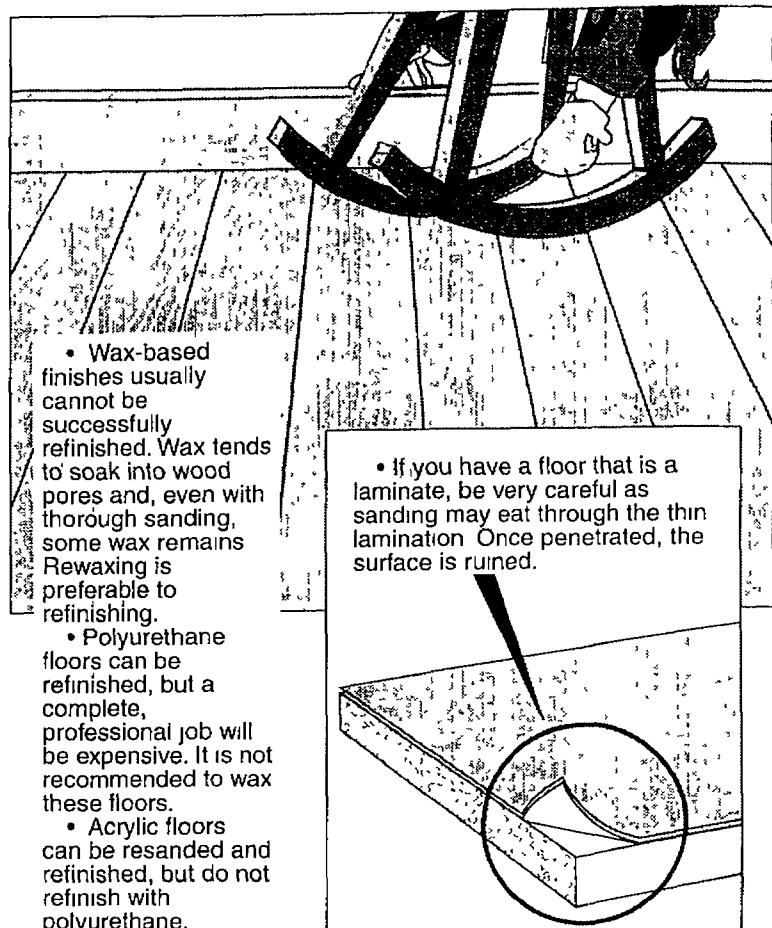 • Wax-based
finishes usually
cannot be
successfully
refinished. Wax tends
to soak into wood
pores and, even with
thorough sanding,
some wax remains
Rewaxing is
preferable to
refinishing.
• Polyurethane
floors can be
refinished, but a
complete,
professional job will
be expensive. It is not
recommended to wax
these floors.
• Acrylic floors
can be resanded and
refinished, but do not
refinish with
polyurethane.
• If you have a floor that is a
laminate, be very careful as
sanding may eat through the thin
lamination Once penetrated, the
surface is ruined.